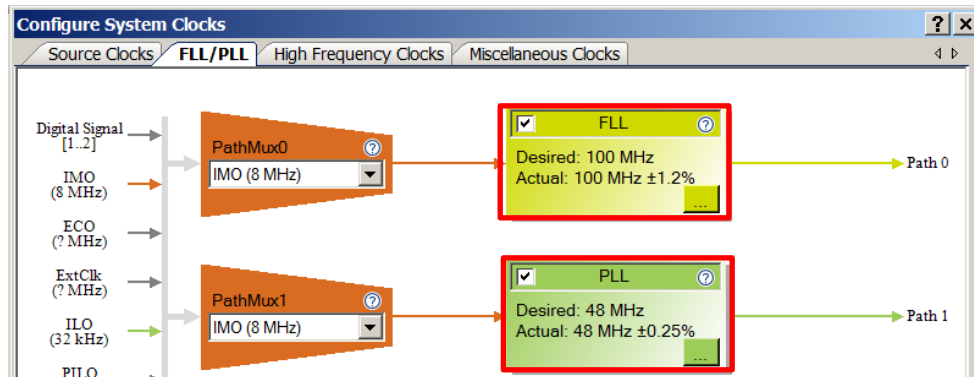 Configure System Clocks
Source Clocks FLL/PLL High Frequency Clocks Miscellaneous Clocks
Digital Signal
[1..2]
IMO
(8 MHz)
ECO
(? MHz)
ExtClk
(? MHz)
ILO
(32 kHz)
PILO
PathMux0
IMO (8 MHz)
FLL
Desired: 100 MHz
Actual: 100 MHz ±1.2%
...
Path 0
PathMux1
IMO (8 MHz)
PLL
Desired: 48 MHz
Actual: 48 MHz ±0.25%
...
Path 1